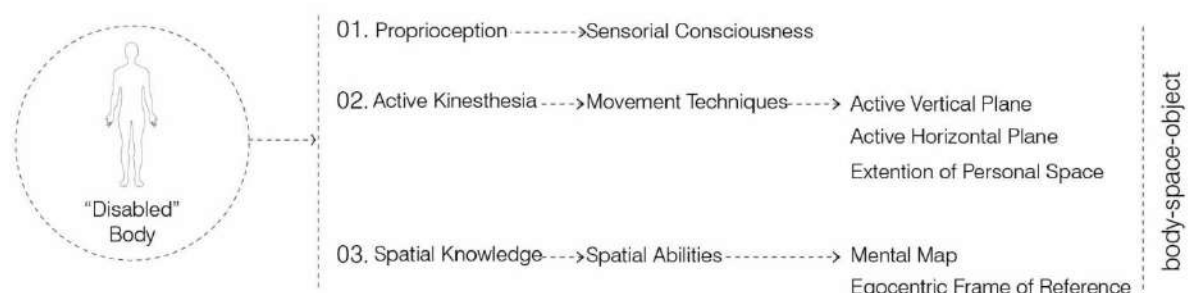 01. Proprioception Sensorial Consciousness
02. Active Kinesthesia Movement Techniques Active Vertical Plane
Active Horizontal Plane
Extention of Personal Space
"Disabled"
Body
03. Spatial Knowledge Spatial Abilities Mental Map
Egocentric Frame of Reference
body-space-object